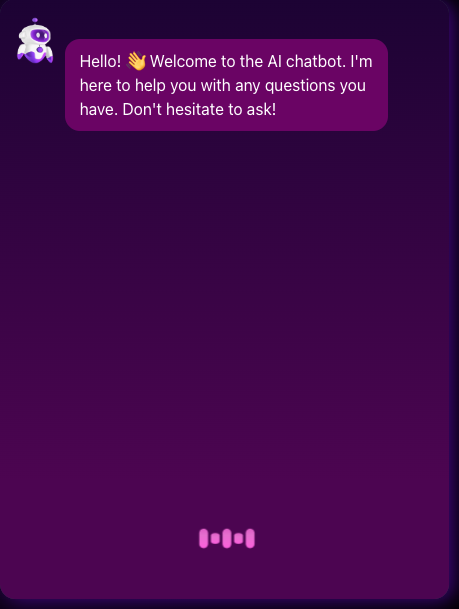 Hello! 👋 Welcome to the AI chatbot. I'm
here to help you with any questions you
have. Don't hesitate to ask!